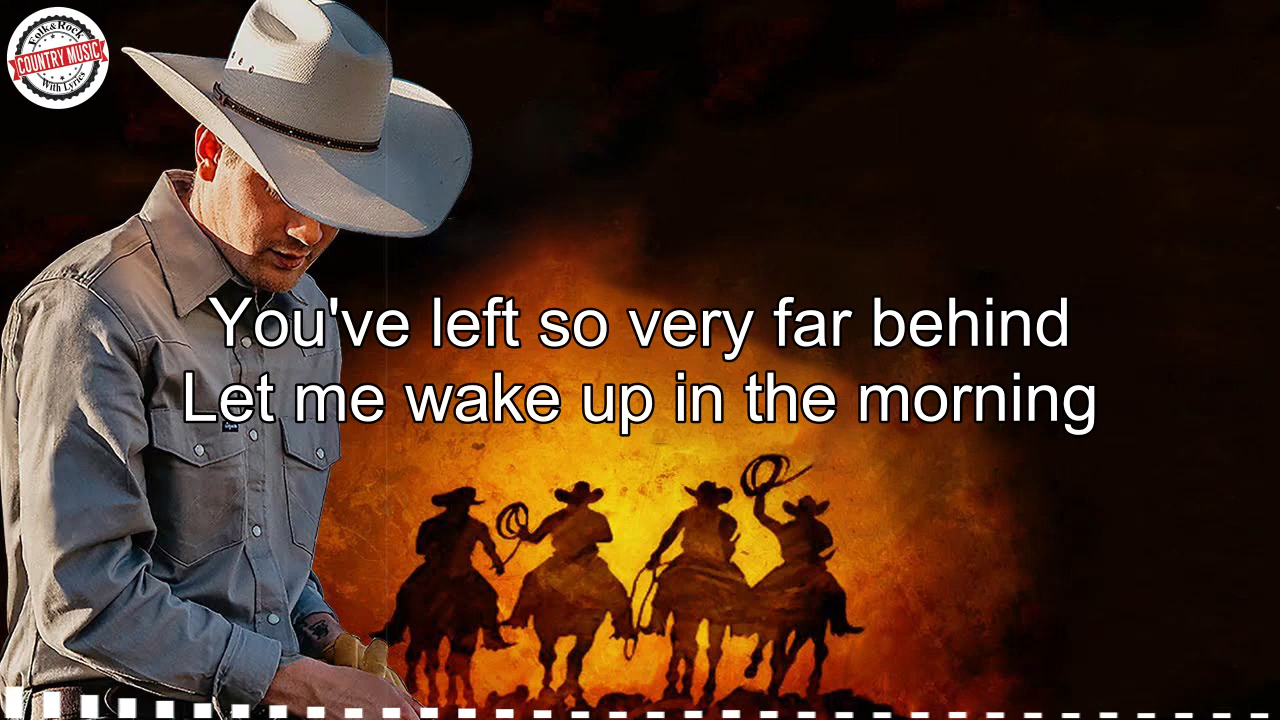 Folk&Rock
COUNTRY MUSIC
With Lyrics
You've left so very far behind
Let me wake up in the morning